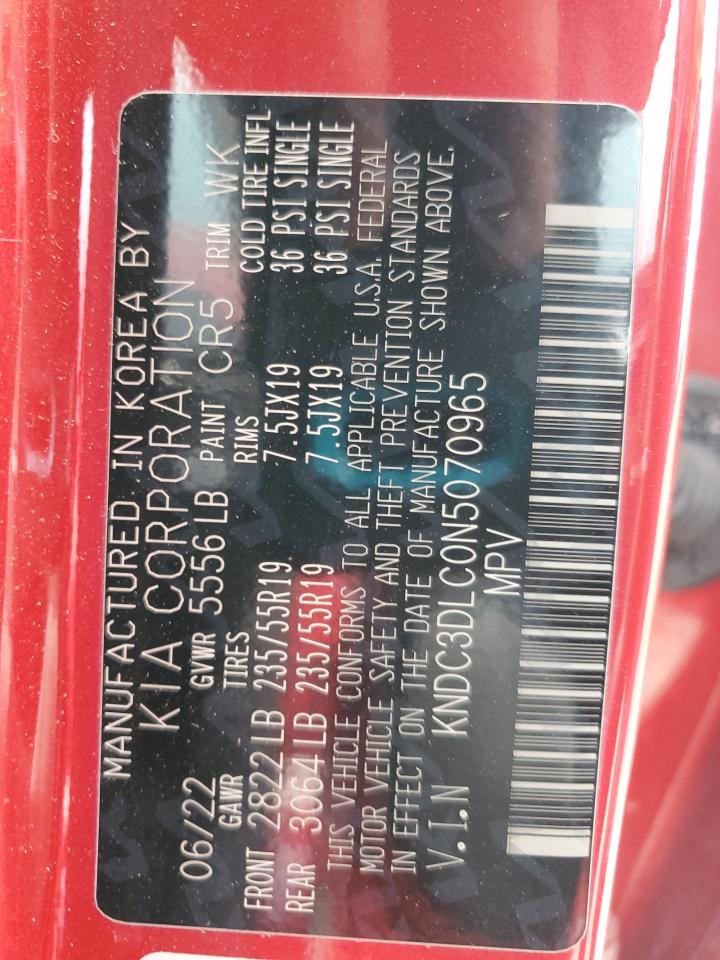 MANUFACTURED IN KOREA BY
KIA CORPORATION
06/22 GVWR 5556 LB PAINT CR5 TRIM WK
GAWR TIRES RIMS COLD TIRE INFL
FRONT 2822 LB 235/55R19 7.5JX19 36 PSI SINGLE
REAR 3064 LB 235/55R19 7.5JX19 36 PSI SINGLE
THIS VEHICLE CONFORMS TO ALL APPLICABLE U.S.A. FEDERAL
MOTOR VEHICLE SAFETY AND THEFT PREVENTION STANDARDS
IN EFFECT ON THE DATE OF MANUFACTURE SHOWN ABOVE.
V.I.N KNDC3DLC0N5070965
MPV